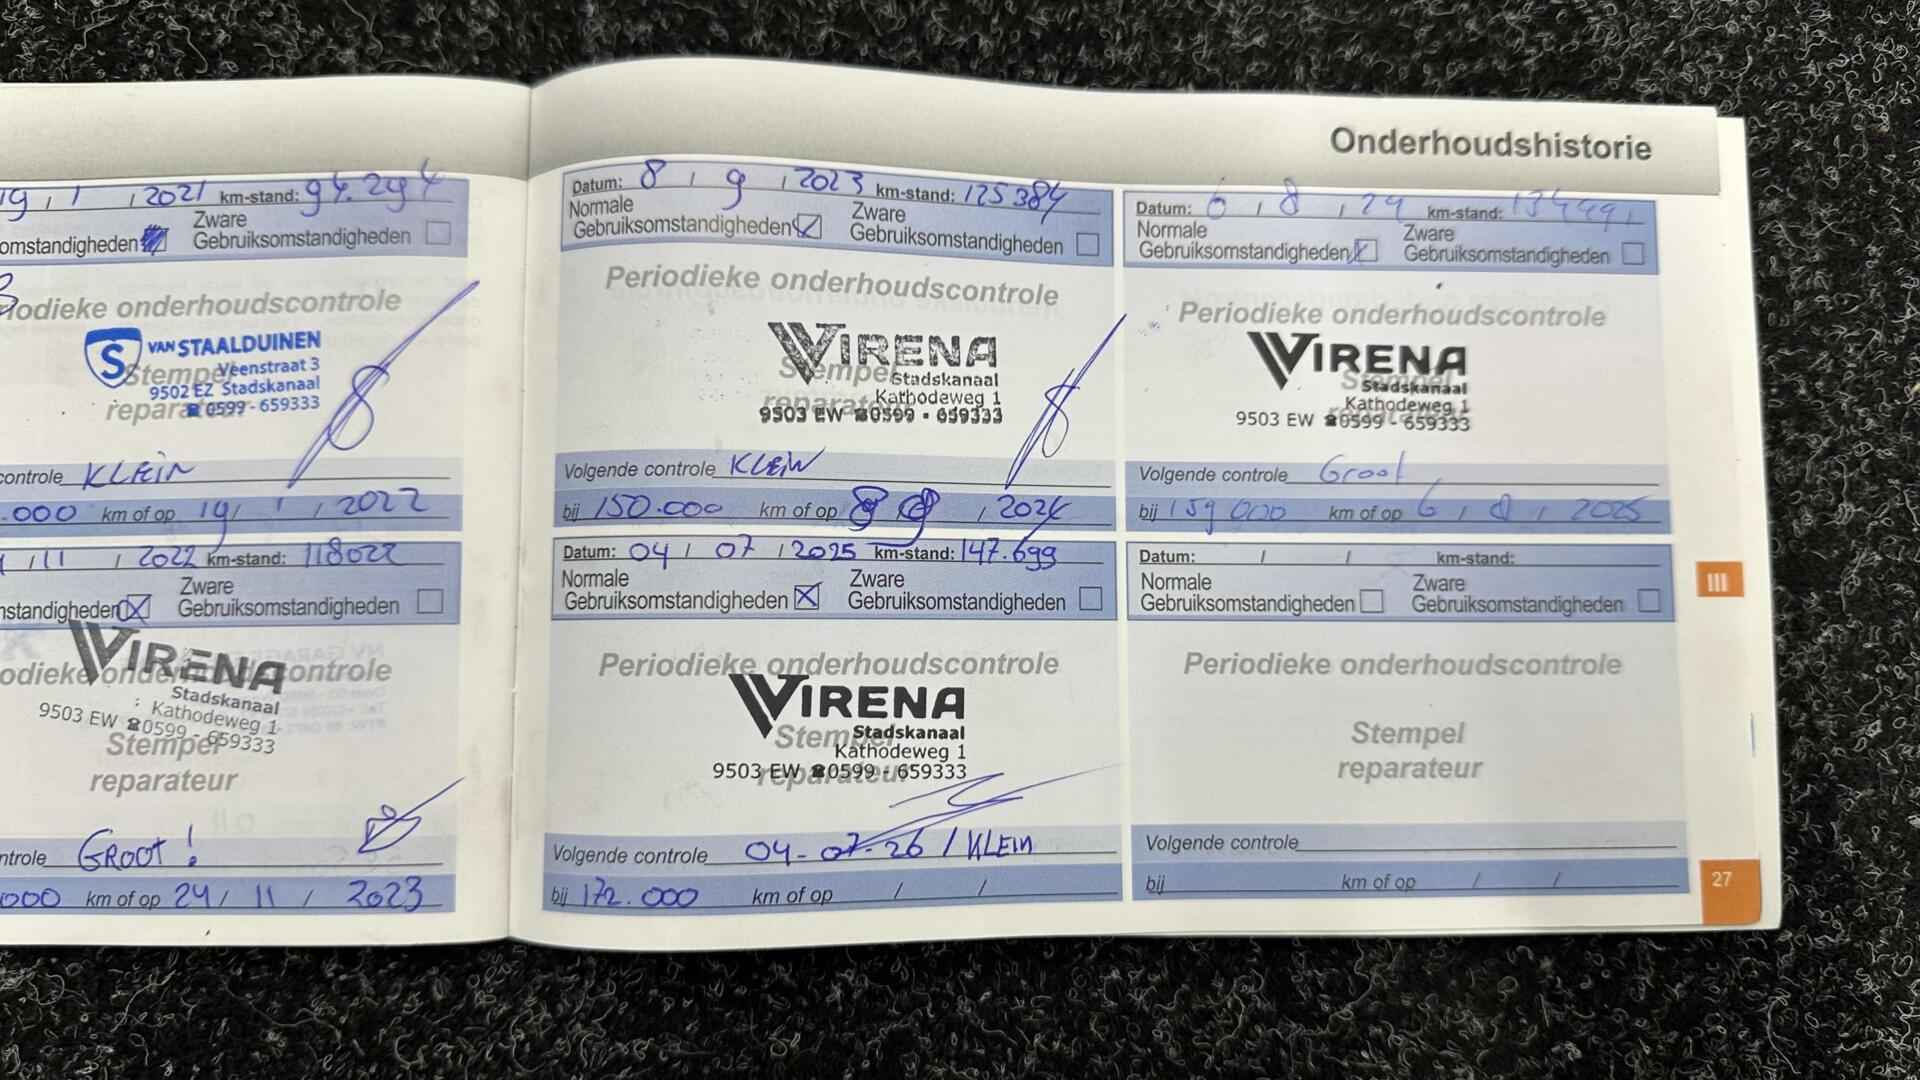 Onderhoudshistorie
19 / 1 / 2021 km-stand: 94.294
omstandigheden Zware
Gebruiksomstandigheden
iodieke onderhoudscontrole
S VAN STAALDUINEN
Veenstraat 3
9502 EZ Stadskanaal
☎ 0599 - 659333
Stempel
reparateur
controle KLEIN
.000 km of op 19 / 1 / 2022
/ 11 / 2022 km-stand: 118022
nstandigheden Zware
Gebruiksomstandigheden
odieke onderhoudscontrole
VIRENA
Stadskanaal
Kathodeweg 1
9503 EW ☎0599 - 659333
Stempel
reparateur
ntrole GROOT !
000 km of op 24 / 11 / 2023
Datum: 8 / 9 / 2023 km-stand: 125384
Normale Zware
Gebruiksomstandigheden Gebruiksomstandigheden
Periodieke onderhoudscontrole
VIRENA
Stadskanaal
Kathodeweg 1
9503 EW ☎0599 - 659333
Stempel
reparateur
Volgende controle KLEIN
bij 150.000 km of op 8 / / 2024
Datum: 04 / 07 / 2025 km-stand: 147.699
Normale Zware
Gebruiksomstandigheden Gebruiksomstandigheden
Periodieke onderhoudscontrole
VIRENA
Stadskanaal
Kathodeweg 1
9503 EW ☎0599 - 659333
Stempel
reparateur
Volgende controle 04-07-26 / KLEIN
bij 172.000 km of op / /
Datum: 6 / 8 / 24 km-stand:
Normale Zware
Gebruiksomstandigheden Gebruiksomstandigheden
Periodieke onderhoudscontrole
VIRENA
Stadskanaal
Kathodeweg 1
9503 EW ☎0599 - 659333
Stempel
reparateur
Volgende controle Groot
bij 159 000 km of op 6 / 8 / 2025
Datum: / / km-stand:
Normale Zware
Gebruiksomstandigheden Gebruiksomstandigheden
Periodieke onderhoudscontrole
Stempel
reparateur
Volgende controle
bij km of op / /
III
27